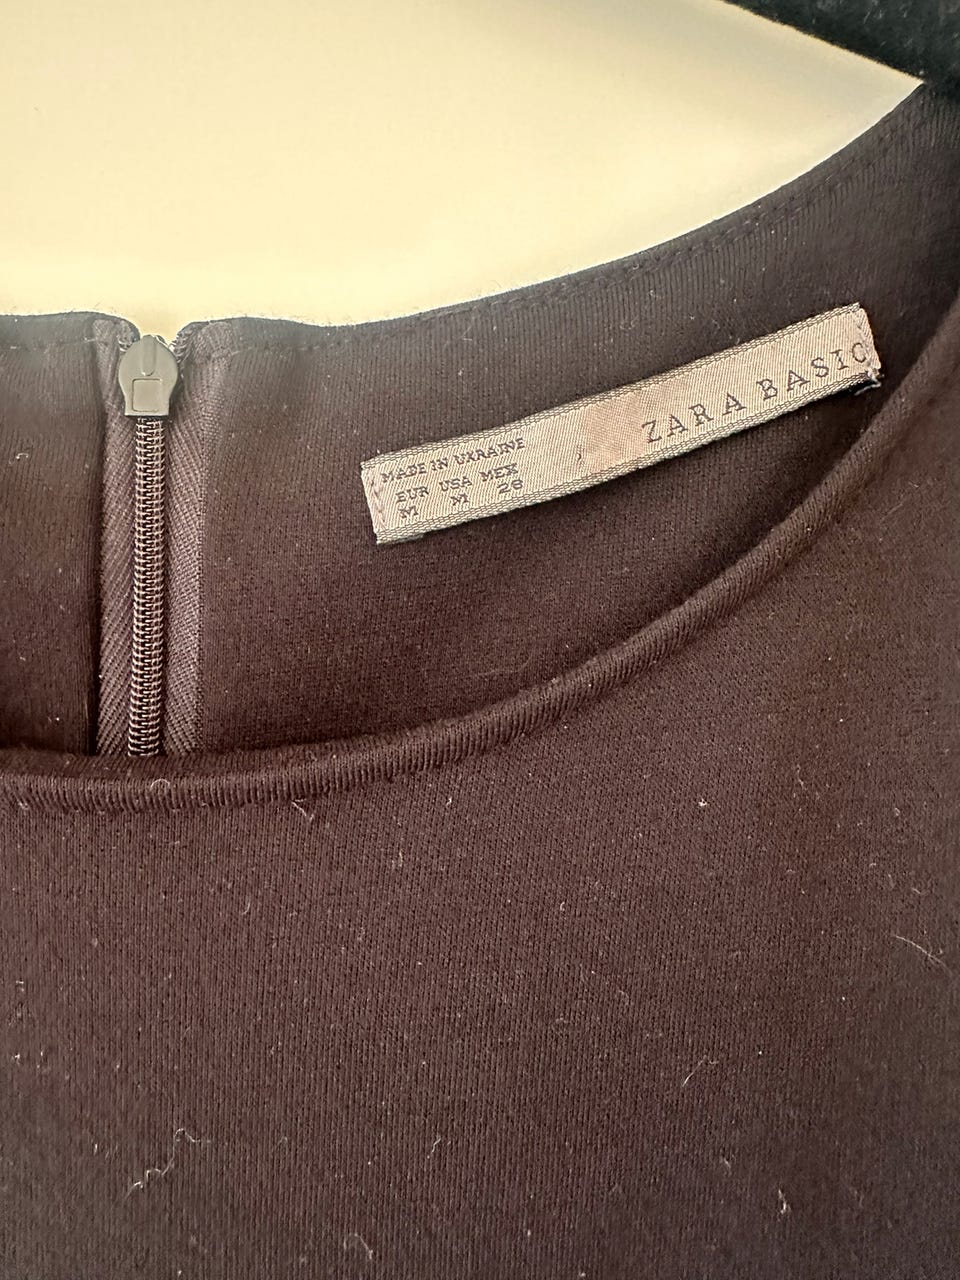 ZARA BASIC
MADE IN UKRAINE
EUR USA MEX
M M 28